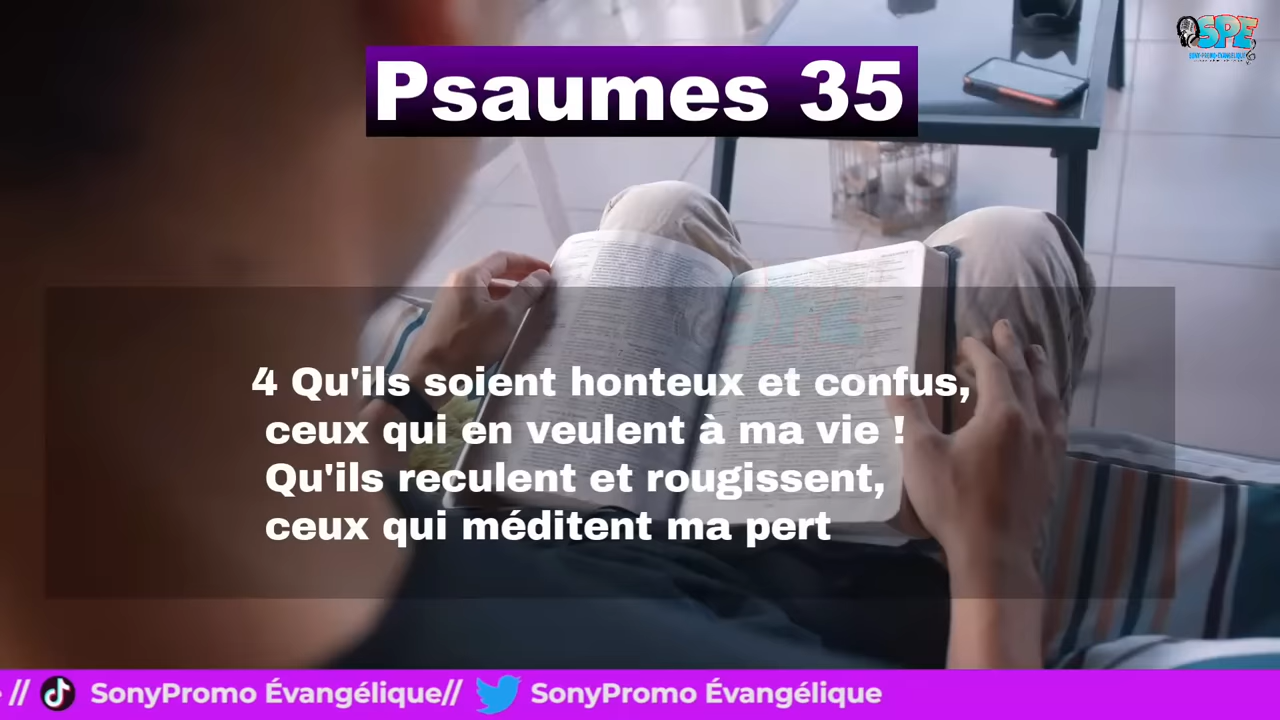 SPE
Psaumes 35
4 Qu'ils soient honteux et confus,
ceux qui en veulent à ma vie !
Qu'ils reculent et rougissent,
ceux qui méditent ma pert
// SonyPromo Évangélique// SonyPromo Évangélique